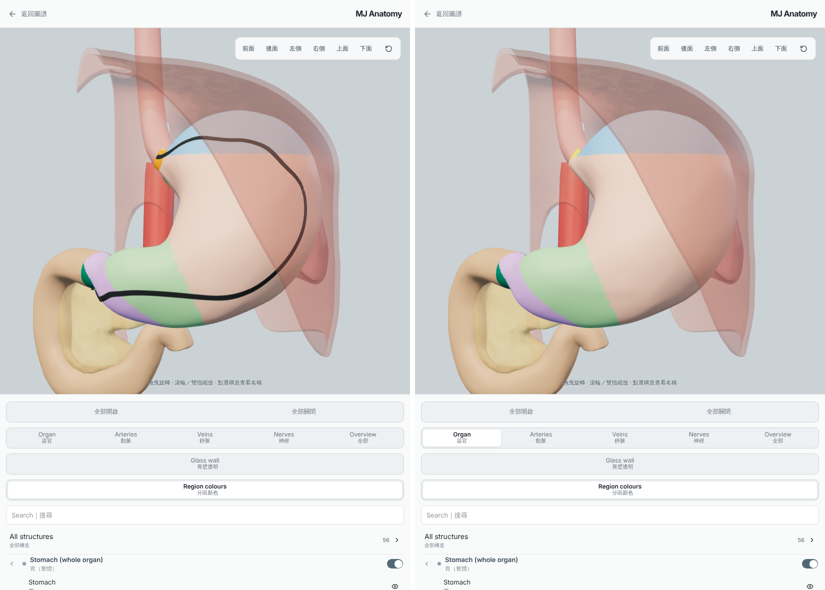 返回圖譜
MJ Anatomy
前面 後面 左側 右側 上面 下面
拖曳旋轉 · 滾輪／雙指縮放 · 點選構造查看名稱
全部開啟 全部關閉
Organ Arteries Veins Nerves Overview
器官 動脈 靜脈 神經 全部
Glass wall
胃壁透明
Region colours
分區顏色
Search｜搜尋
All structures 56
全部構造
Stomach (whole organ)
胃（整體）
Stomach
返回圖譜
MJ Anatomy
前面 後面 左側 右側 上面 下面
拖曳旋轉 · 滾輪／雙指縮放 · 點選構造查看名稱
全部開啟 全部關閉
Organ Arteries Veins Nerves Overview
器官 動脈 靜脈 神經 全部
Glass wall
胃壁透明
Region colours
分區顏色
Search｜搜尋
All structures 56
全部構造
Stomach (whole organ)
胃（整體）
Stomach